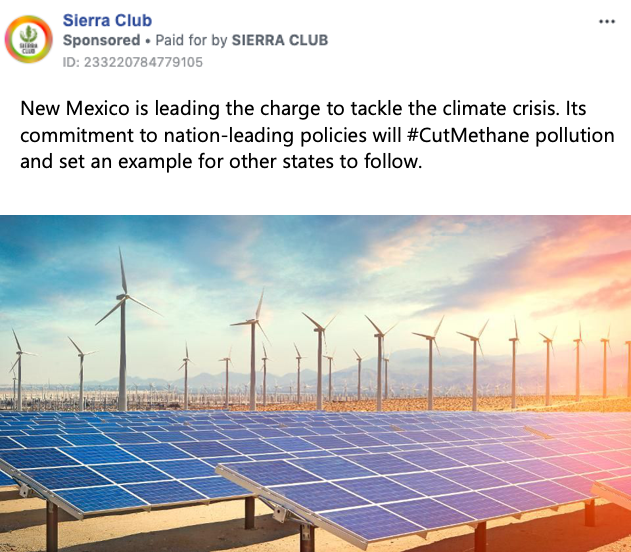 Sierra Club
Sponsored • Paid for by SIERRA CLUB
ID: 233220784779105
SIERRA
CLUB
New Mexico is leading the charge to tackle the climate crisis. Its
commitment to nation-leading policies will #CutMethane pollution
and set an example for other states to follow.